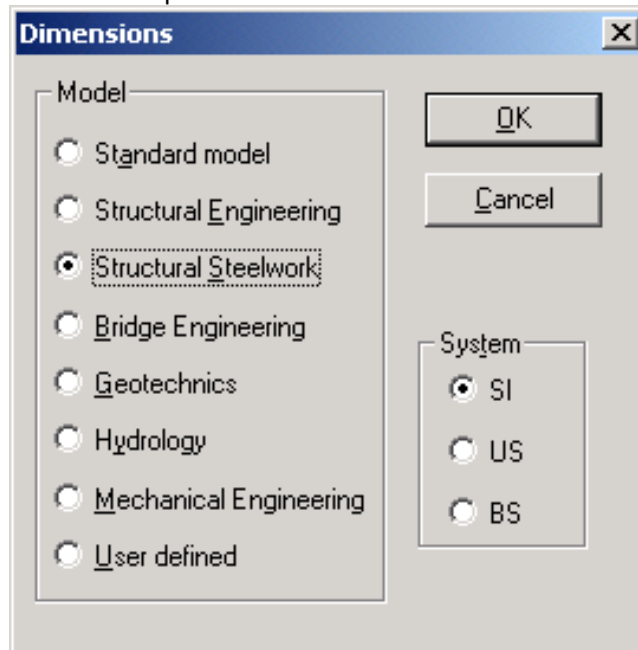 Dimensions
Model
Standard model
Structural Engineering
Structural Steelwork
Bridge Engineering
Geotechnics
Hydrology
Mechanical Engineering
User defined
OK
Cancel
System
SI
US
BS